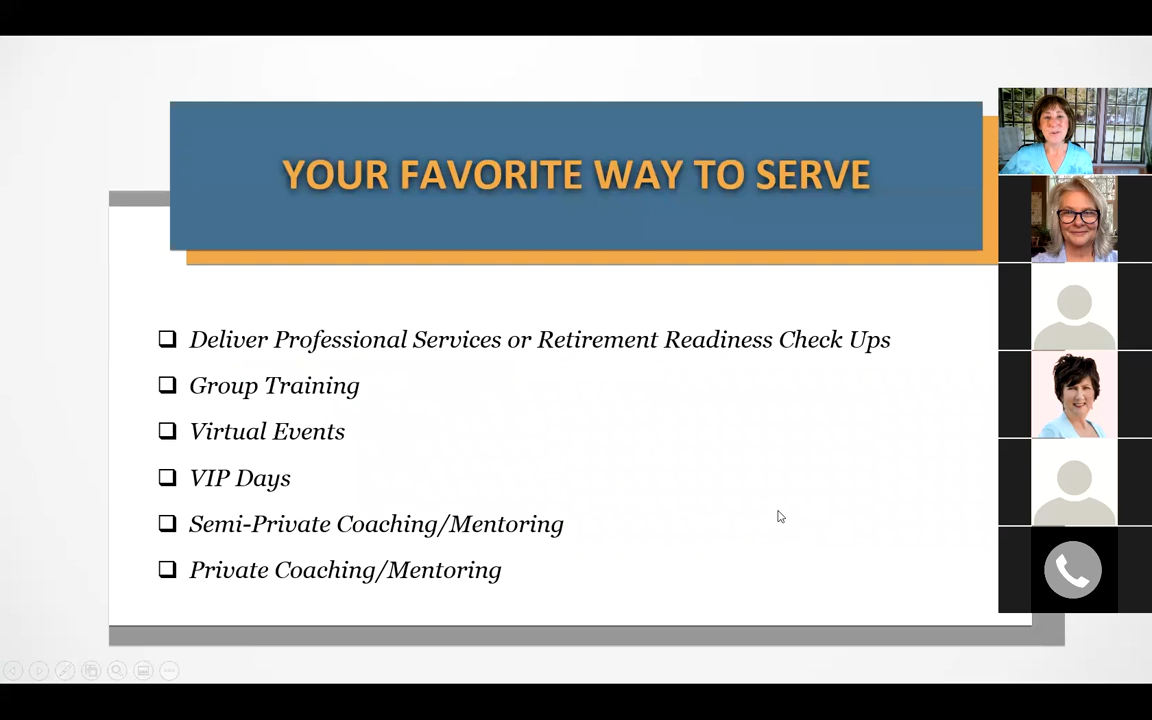 YOUR FAVORITE WAY TO SERVE
Deliver Professional Services or Retirement Readiness Check Ups
Group Training
Virtual Events
VIP Days
Semi-Private Coaching/Mentoring
Private Coaching/Mentoring